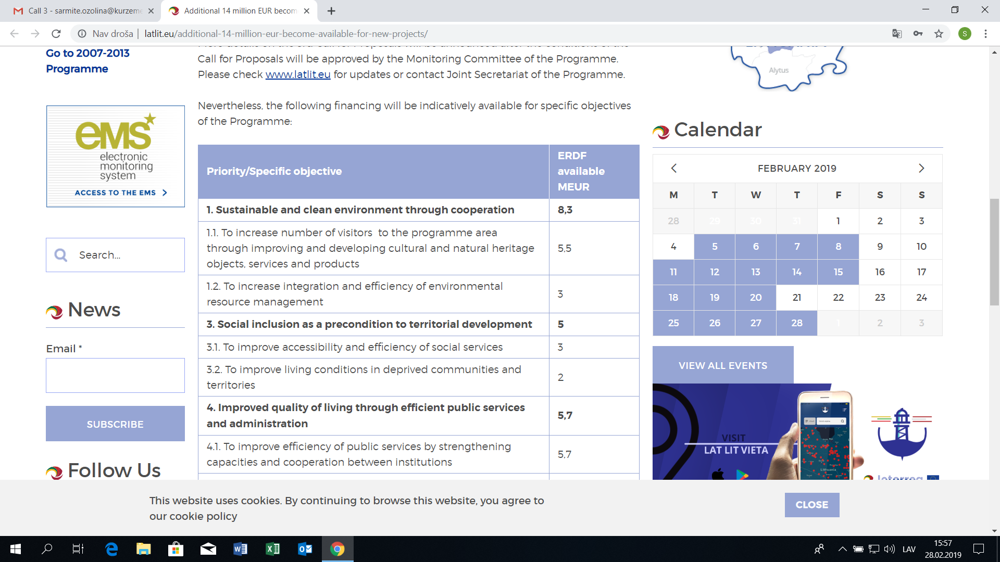 Call 3 - sarmite.ozolina@kurzeme
Additional 14 million EUR becom
Nav droša | latlit.eu/additional-14-million-eur-become-available-for-new-projects/
S
Go to 2007-2013
Programme
eMS
electronic
monitoring
system
ACCESS TO THE EMS
Search...
News
Email *
SUBSCRIBE
Follow Us
Call for Proposals will be approved by the Monitoring Committee of the Programme.
Please check www.latlit.eu for updates or contact Joint Secretariat of the Programme.
Nevertheless, the following financing will be indicatively available for specific objectives
of the Programme:
Priority/Specific objective
ERDF
available
MEUR
1. Sustainable and clean environment through cooperation
8,3
1.1. To increase number of visitors to the programme area
through improving and developing cultural and natural heritage
objects, services and products
5,5
1.2. To increase integration and efficiency of environmental
resource management
3
3. Social inclusion as a precondition to territorial development
5
3.1. To improve accessibility and efficiency of social services
3
3.2. To improve living conditions in deprived communities and
territories
2
4. Improved quality of living through efficient public services
and administration
5,7
4.1. To improve efficiency of public services by strengthening
capacities and cooperation between institutions
5,7
Alytus
Calendar
FEBRUARY 2019
M T W T F S S
28 29 30 31 1 2 3
4 5 6 7 8 9 10
11 12 13 14 15 16 17
18 19 20 21 22 23 24
25 26 27 28 1 2 3
VIEW ALL EVENTS
VISIT
LAT LIT VIETA
Lithuania
Interreg
This website uses cookies. By continuing to browse this website, you agree to
our cookie policy
CLOSE
LAV
15:57
28.02.2019